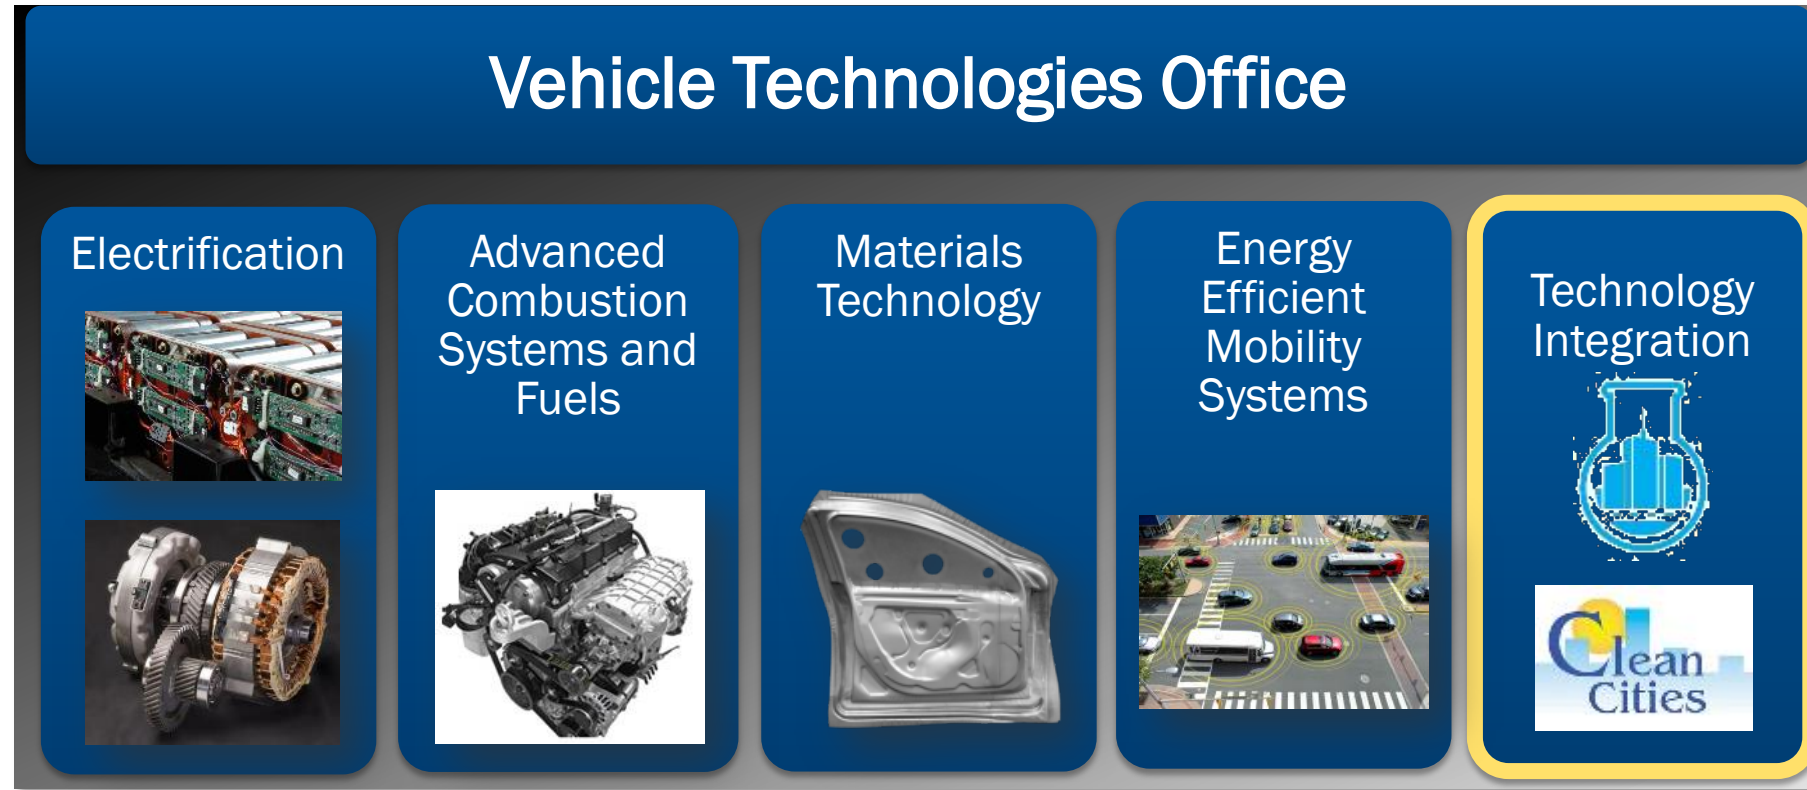 Vehicle Technologies Office
Electrification
Advanced
Combustion
Systems and
Fuels
Materials
Technology
Energy
Efficient
Mobility
Systems
Technology
Integration
Clean
Cities